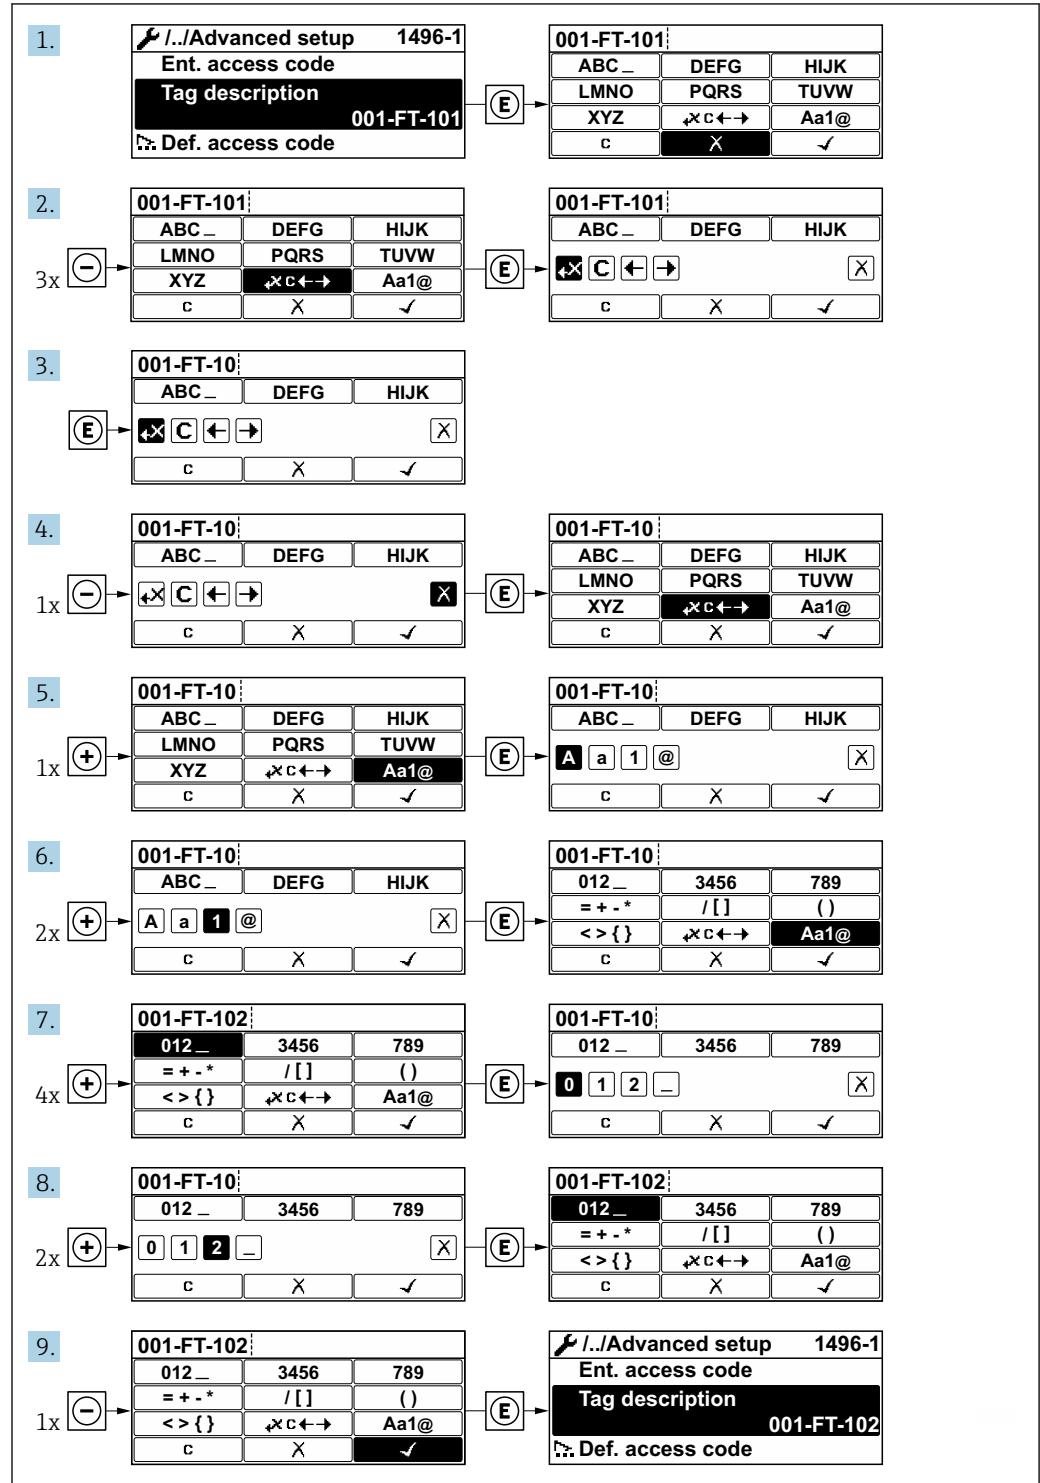 1.
/../Advanced setup 1496-1
Ent. access code
Tag description
001-FT-101
Def. access code
E
001-FT-101
ABC_ DEFG HIJK
LMNO PQRS TUVW
XYZ C←→ Aa1@
C X ✓
2.
3x −
001-FT-101
ABC_ DEFG HIJK
LMNO PQRS TUVW
XYZ C←→ Aa1@
C X ✓
E
001-FT-101
ABC_ DEFG HIJK
C ← → X
C X ✓
3.
E
001-FT-10
ABC_ DEFG HIJK
C ← → X
C X ✓
4.
1x −
001-FT-10
ABC_ DEFG HIJK
C ← → X
C X ✓
E
001-FT-10
ABC_ DEFG HIJK
LMNO PQRS TUVW
XYZ C←→ Aa1@
C X ✓
5.
1x +
001-FT-10
ABC_ DEFG HIJK
LMNO PQRS TUVW
XYZ C←→ Aa1@
C X ✓
E
001-FT-10
ABC_ DEFG HIJK
A a 1 @ X
C X ✓
6.
2x +
001-FT-10
ABC_ DEFG HIJK
A a 1 @ X
C X ✓
E
001-FT-10
012_ 3456 789
= + - * / [ ] ( )
< > { } C←→ Aa1@
C X ✓
7.
4x +
001-FT-102
012_ 3456 789
= + - * / [ ] ( )
< > { } C←→ Aa1@
C X ✓
E
001-FT-10
012_ 3456 789
0 1 2 _ X
C X ✓
8.
2x +
001-FT-10
012_ 3456 789
0 1 2 _ X
C X ✓
E
001-FT-102
012_ 3456 789
= + - * / [ ] ( )
< > { } C←→ Aa1@
C X ✓
9.
1x −
001-FT-102
012_ 3456 789
= + - * / [ ] ( )
< > { } C←→ Aa1@
C X ✓
E
/../Advanced setup 1496-1
Ent. access code
Tag description
001-FT-102
Def. access code